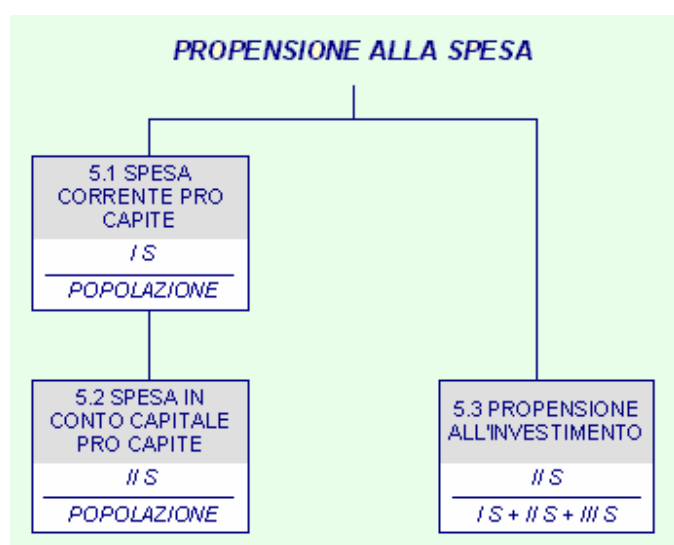 PROPENSIONE ALLA SPESA
5.1 SPESA
CORRENTE PRO
CAPITE
I S
POPOLAZIONE
5.2 SPESA IN
CONTO CAPITALE
PRO CAPITE
II S
POPOLAZIONE
5.3 PROPENSIONE
ALL'INVESTIMENTO
II S
I S + II S + III S